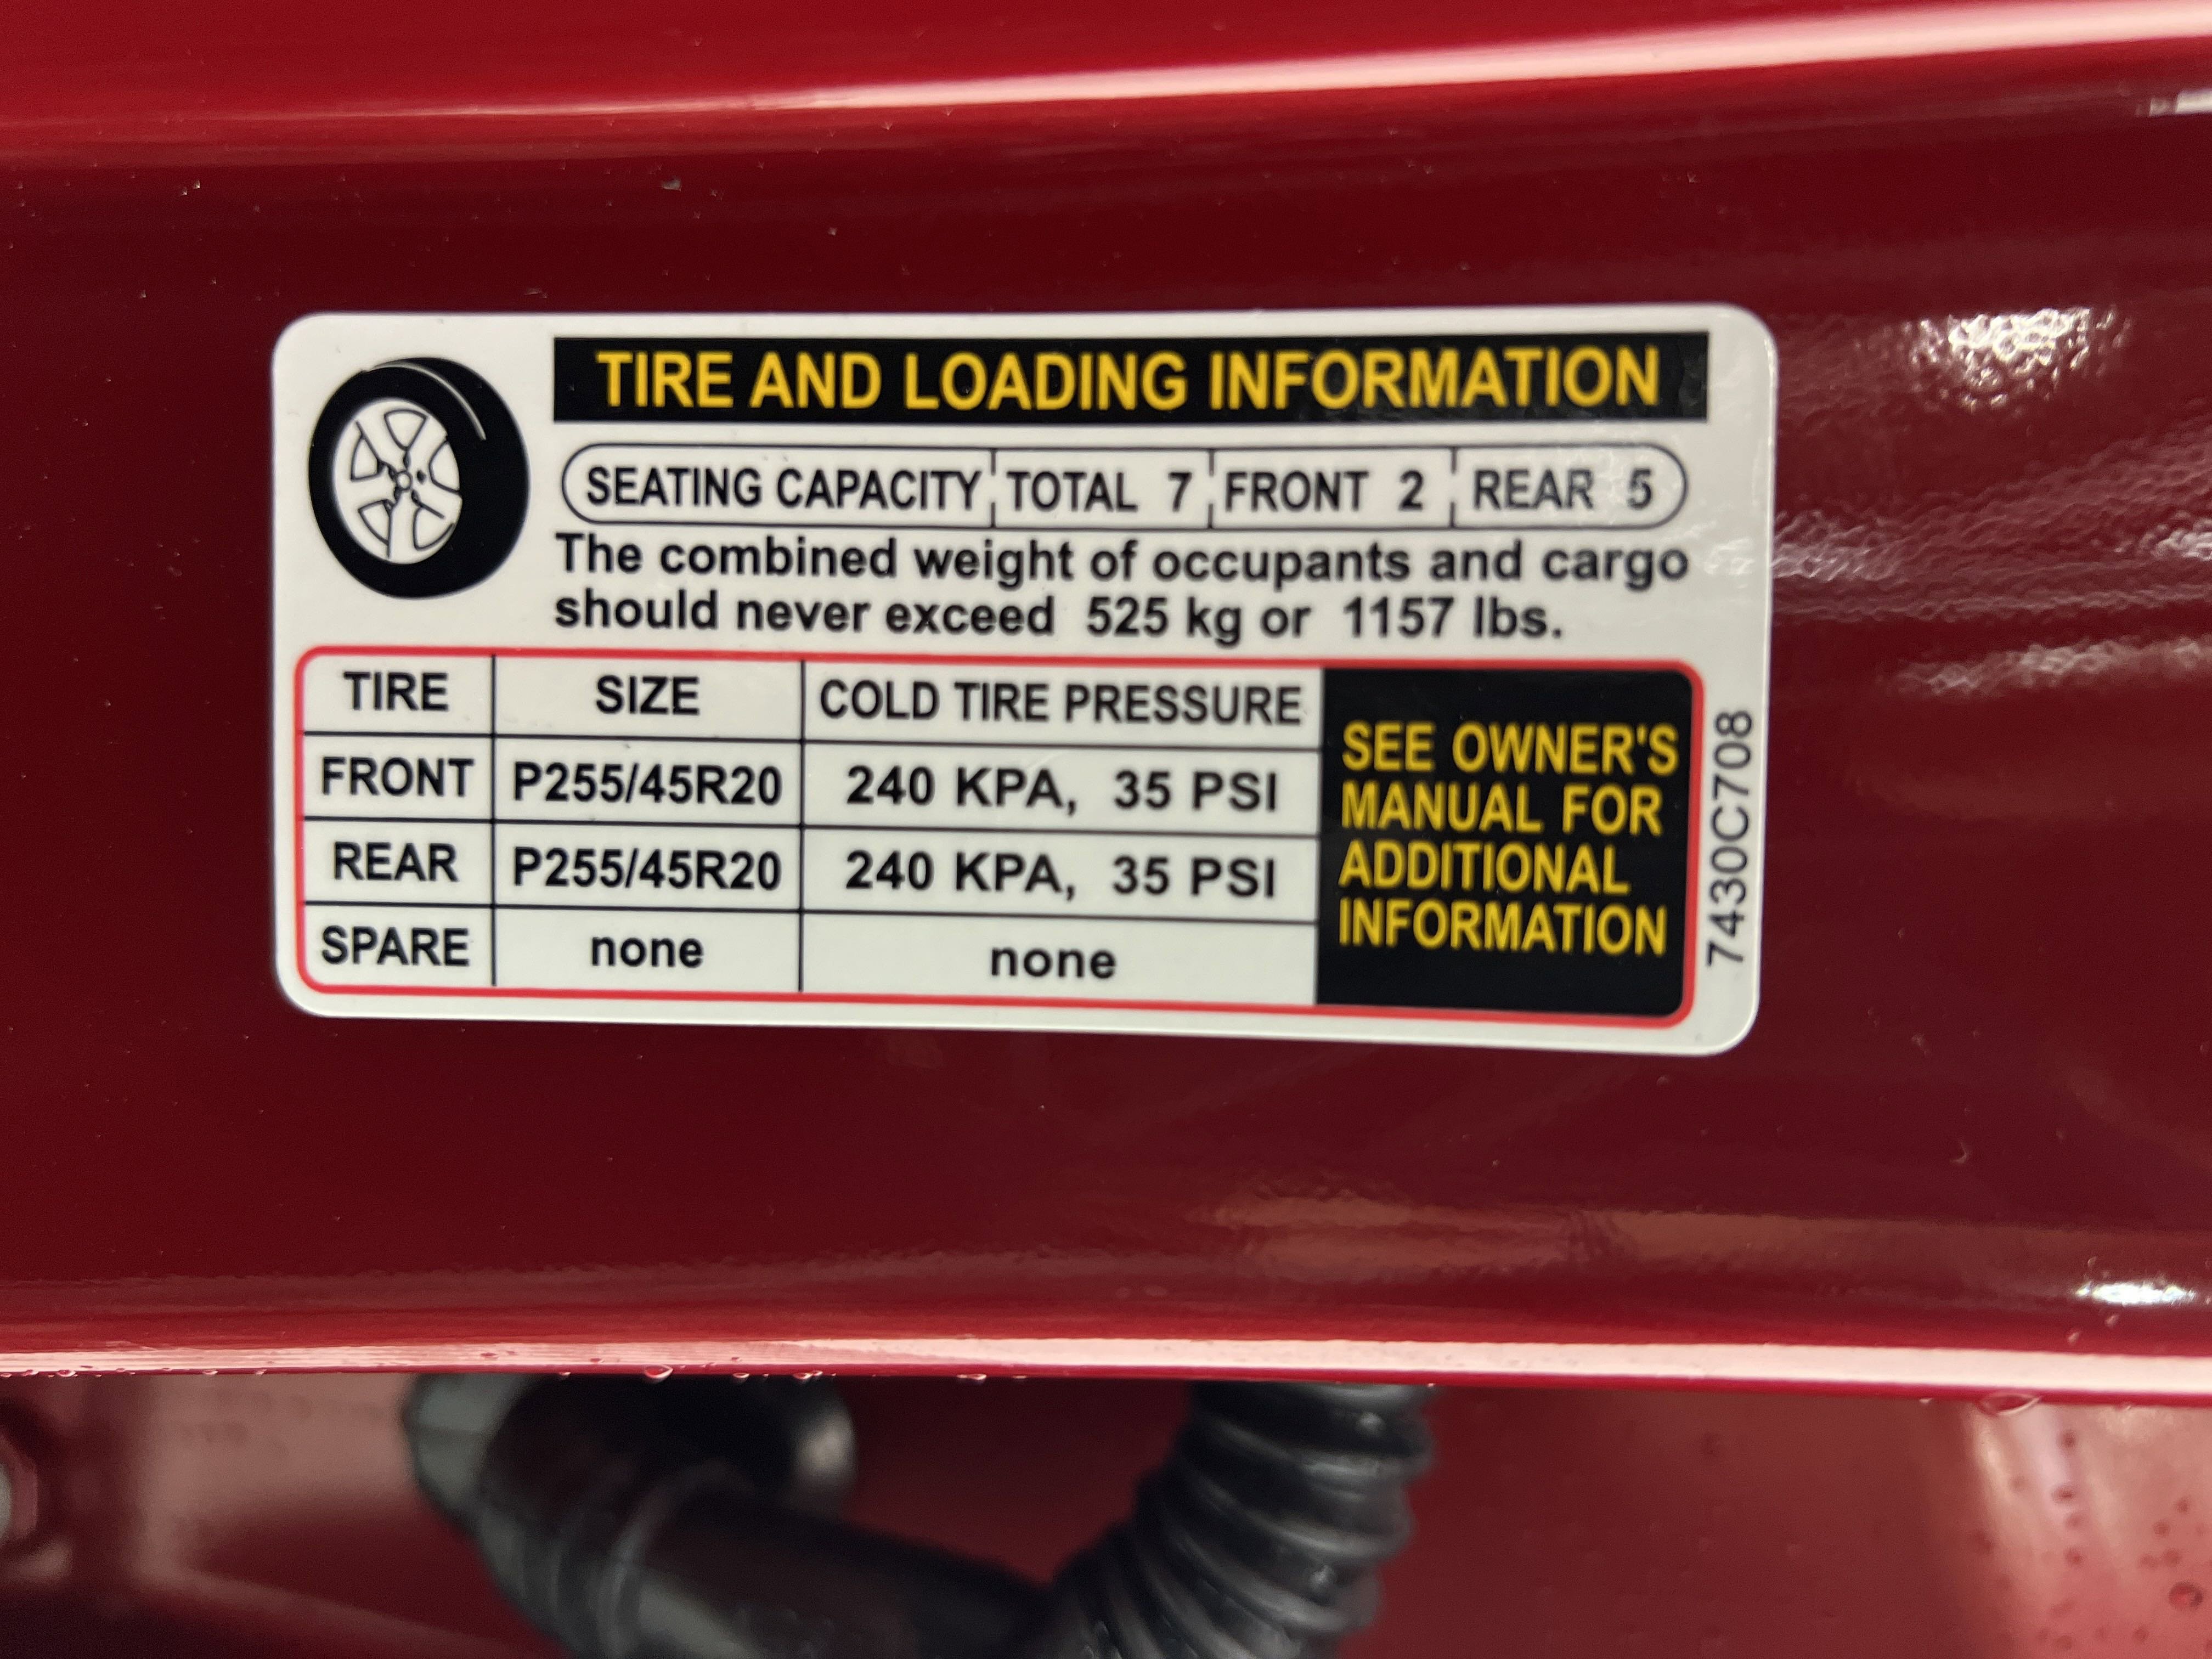 TIRE AND LOADING INFORMATION
SEATING CAPACITY TOTAL 7 FRONT 2 REAR 5
The combined weight of occupants and cargo
should never exceed 525 kg or 1157 lbs.
TIRE SIZE COLD TIRE PRESSURE
FRONT P255/45R20 240 KPA, 35 PSI
REAR P255/45R20 240 KPA, 35 PSI
SPARE none none
SEE OWNER'S
MANUAL FOR
ADDITIONAL
INFORMATION
7430C708